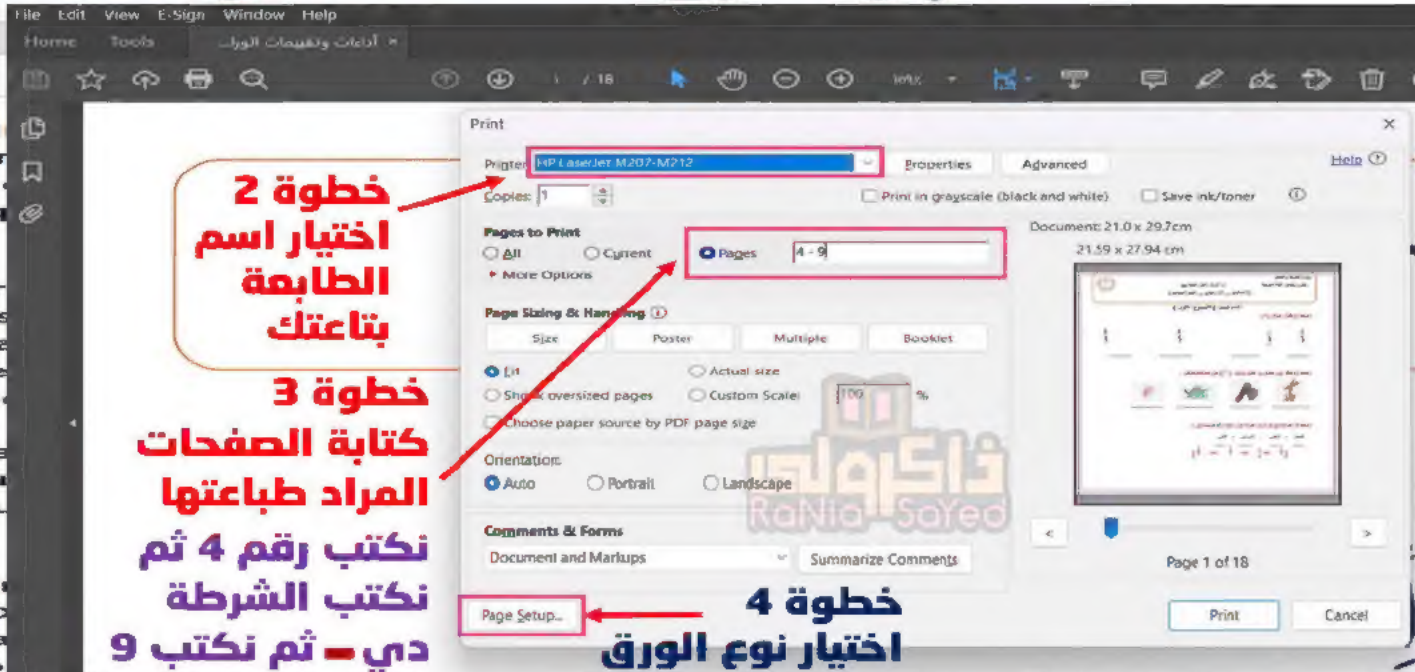 File Edit View E-Sign Window Help
Home Tools أداءات وتقييمات الورات... ×
/ 18
Print
Printer: HP LaserJet M207-M212 Properties Advanced Help
Copies: 1 Print in grayscale (black and white) Save ink/toner
Pages to Print
All Current Pages 4 - 9
More Options
Document: 21.0 x 29.7cm
21.59 x 27.94 cm
Page Sizing & Handling
Size Poster Multiple Booklet
Fit Actual size
Shrink oversized pages Custom Scale: 100 %
Choose paper source by PDF page size
Orientation:
Auto Portrait Landscape
Comments & Forms
Document and Markups Summarize Comments
Page 1 of 18
Page Setup... Print Cancel
خطوة 2
اختيار اسم
الطابعة
بتاعتك
خطوة 3
كتابة الصفحات
المراد طباعتها
نكتب رقم 4 ثم
نكتب الشرطة
دي - ثم نكتب 9
خطوة 4
اختيار نوع الورق
ذاكرولي
RaNia SaYed